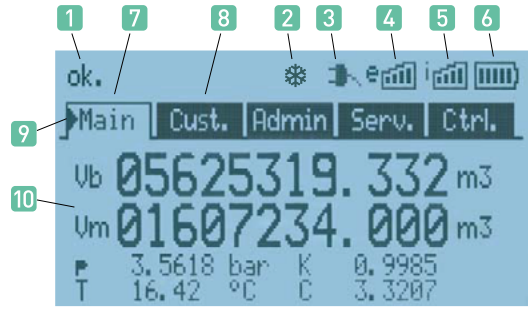 1 7 8 2 3 4 5 6
ok. e i
9 Main Cust. Admin Serv. Ctrl.
Vb 05625319.332 m3
10 Vm 01607234.000 m3
P 3.5618 bar K 0.9985
T 16.42 °C C 3.3207